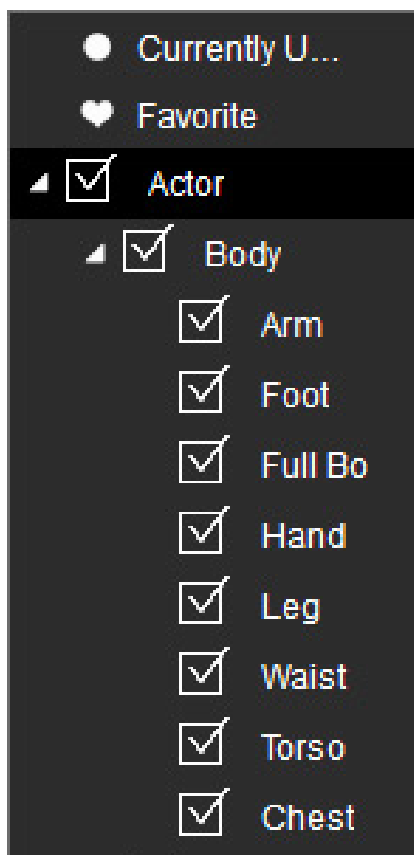 Currently U...
Favorite
Actor
Body
Arm
Foot
Full Bo
Hand
Leg
Waist
Torso
Chest